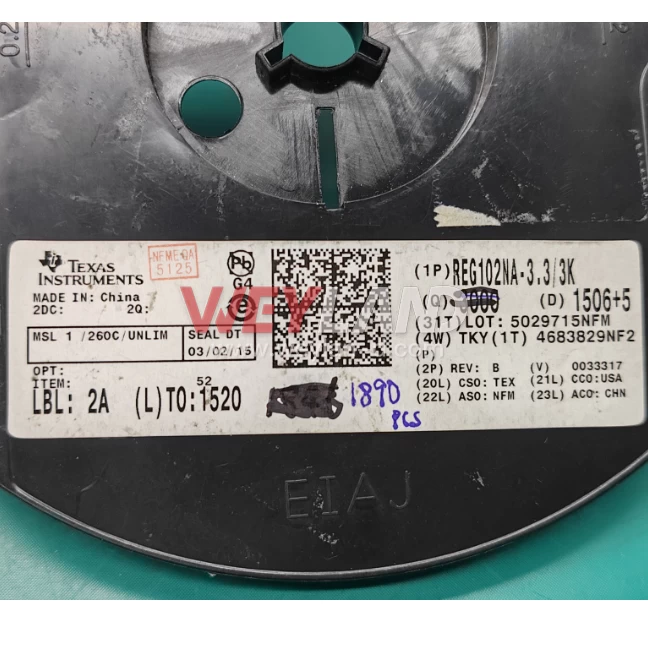 0.2
2
TEXAS
INSTRUMENTS
NFME QA
5125
Pb
G4
e
MADE IN: China
2DC: 2Q:
MSL 1 /260C/UNLIM
SEAL DT
03/02/15
OPT:
ITEM: 52
LBL: 2A (L)TO:1520
1890
PCS
(1P) REG102NA-3.3/3K
(Q) (D) 1506+5
(31T) LOT: 5029715NFM
(4W) TKY(1T) 4683829NF2
(P)
(2P) REV: B (V) 0033317
(20L) CSO: TEX (21L) CCO:USA
(22L) ASO: NFM (23L) ACO: CHN
EIAJ